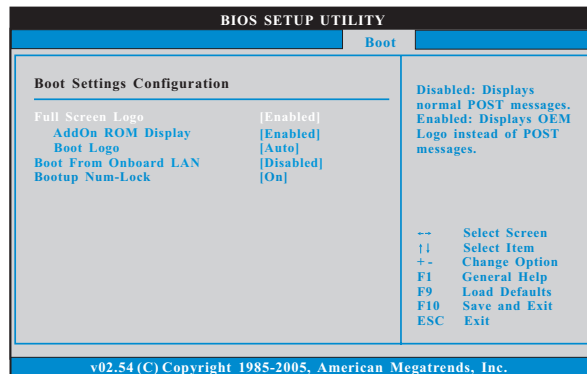 BIOS SETUP UTILITY
Boot
Boot Settings Configuration
Full Screen Logo [Enabled]
AddOn ROM Display [Enabled]
Boot Logo [Auto]
Boot From Onboard LAN [Disabled]
Bootup Num-Lock [On]
Disabled: Displays
normal POST messages.
Enabled: Displays OEM
Logo instead of POST
messages.
←→ Select Screen
↑↓ Select Item
+ - Change Option
F1 General Help
F9 Load Defaults
F10 Save and Exit
ESC Exit
v02.54 (C) Copyright 1985-2005, American Megatrends, Inc.